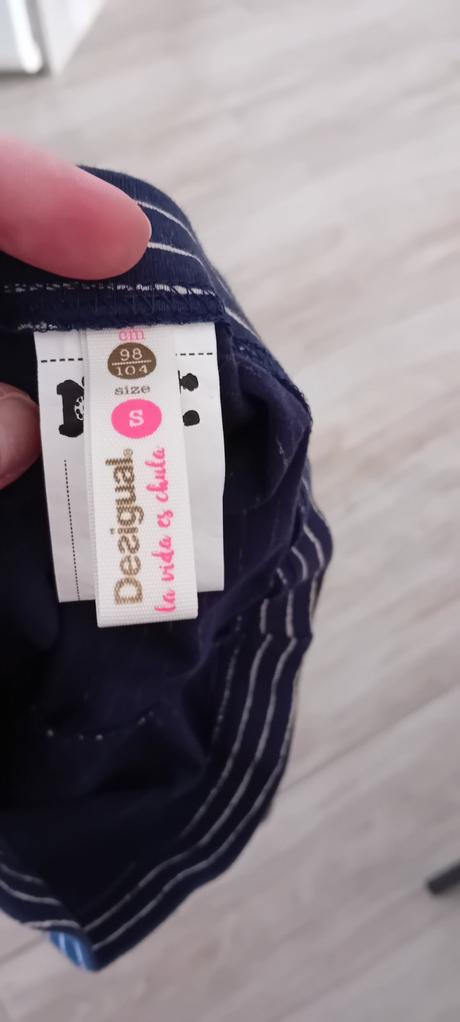 cm
98
104
size
S
Desigual®
la vida es chula